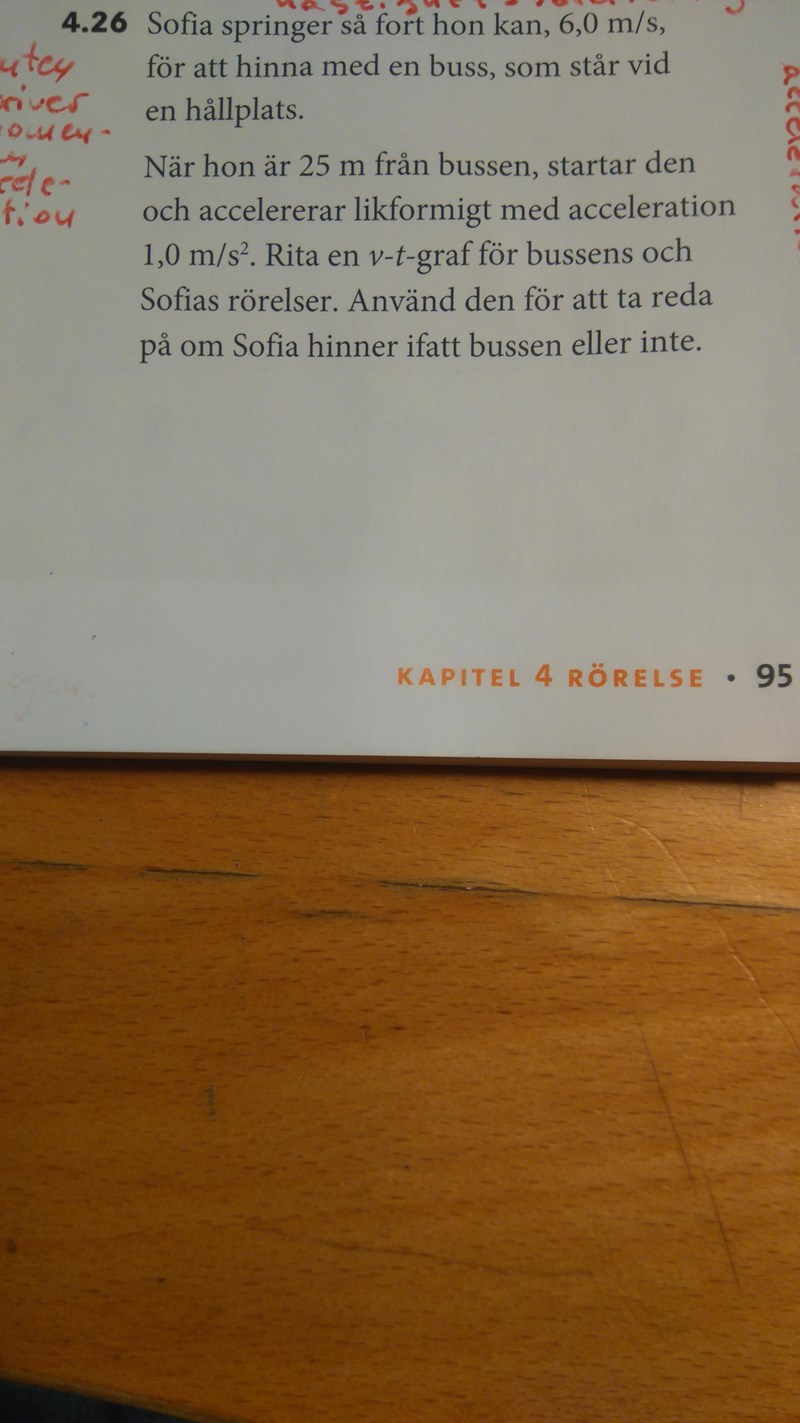 4.26 Sofia springer så fort hon kan, 6,0 m/s,
för att hinna med en buss, som står vid
en hållplats.
När hon är 25 m från bussen, startar den
och accelererar likformigt med acceleration
1,0 m/s². Rita en v-t-graf för bussens och
Sofias rörelser. Använd den för att ta reda
på om Sofia hinner ifatt bussen eller inte.
KAPITEL 4 RÖRELSE • 95